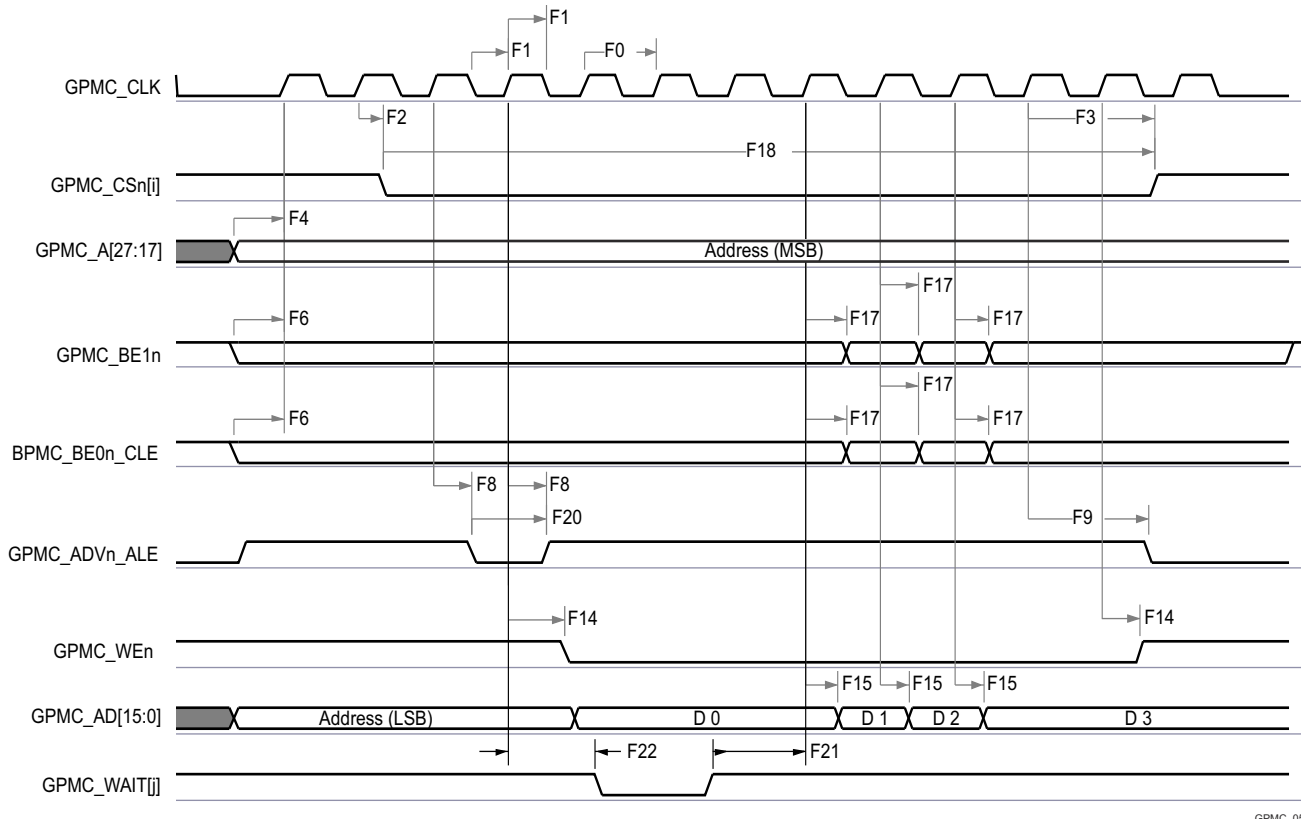 F1
F1
F0
GPMC_CLK
F2
F3
F18
GPMC_CSn[i]
F4
GPMC_A[27:17]
Address (MSB)
F17
F6
F17
F17
GPMC_BE1n
F17
F6
F17
F17
BPMC_BE0n_CLE
F8
F8
F20
F9
GPMC_ADVn_ALE
F14
F14
GPMC_WEn
F15
F15
F15
GPMC_AD[15:0]
Address (LSB)
D 0
D 1
D 2
D 3
F22
F21
GPMC_WAIT[j]